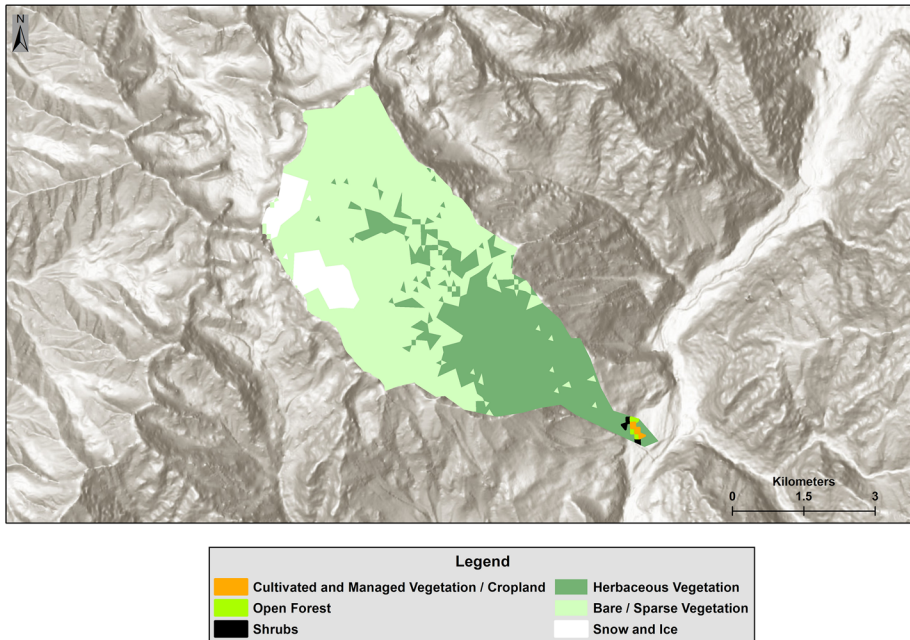 N
Kilometers
0 1.5 3
Legend
Cultivated and Managed Vegetation / Cropland
Herbaceous Vegetation
Open Forest
Bare / Sparse Vegetation
Shrubs
Snow and Ice